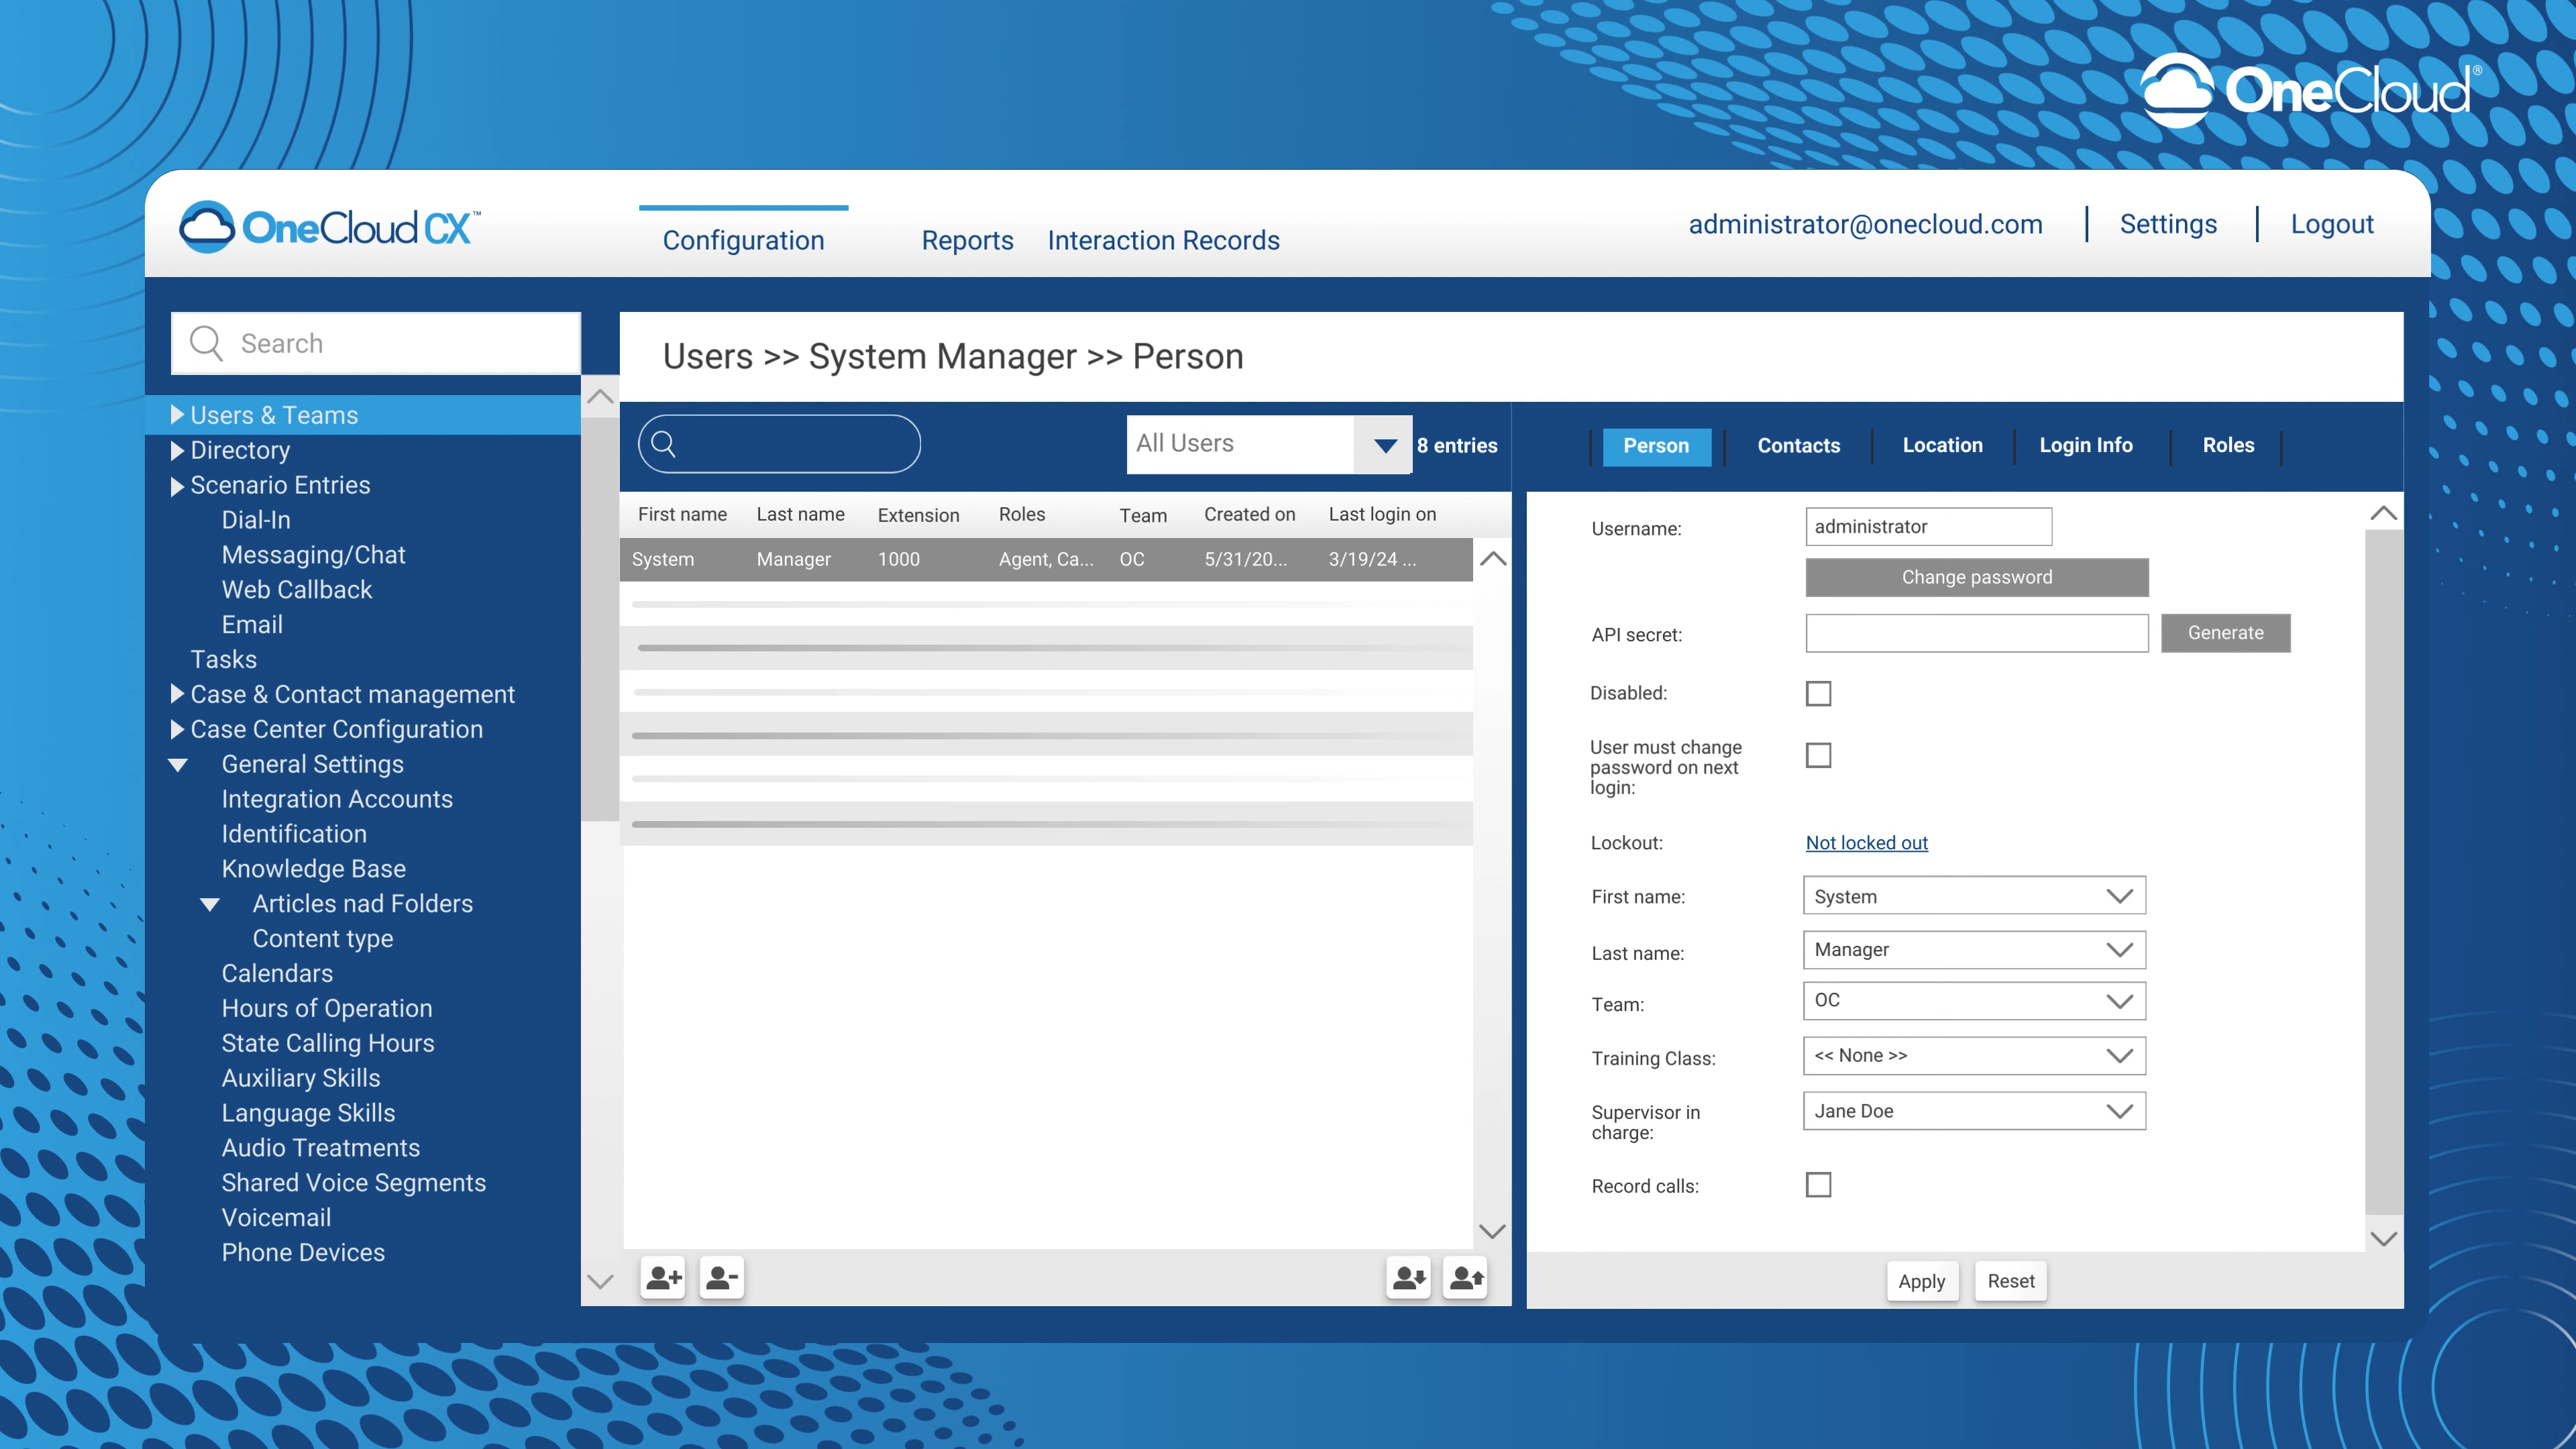 OneCloud®
OneCloud CX™
Configuration
Reports
Interaction Records
administrator@onecloud.com
Settings
Logout
Search
Users & Teams
Directory
Scenario Entries
Dial-In
Messaging/Chat
Web Callback
Email
Tasks
Case & Contact management
Case Center Configuration
General Settings
Integration Accounts
Identification
Knowledge Base
Articles nad Folders
Content type
Calendars
Hours of Operation
State Calling Hours
Auxiliary Skills
Language Skills
Audio Treatments
Shared Voice Segments
Voicemail
Phone Devices
Users >> System Manager >> Person
All Users
8 entries
First name Last name Extension Roles Team Created on Last login on
System Manager 1000 Agent, Ca... OC 5/31/20... 3/19/24 ...
Person
Contacts
Location
Login Info
Roles
Username: administrator
Change password
API secret:
Generate
Disabled:
User must change
password on next
login:
Lockout: Not locked out
First name: System
Last name: Manager
Team: OC
Training Class: << None >>
Supervisor in
charge:
Jane Doe
Record calls:
Apply
Reset